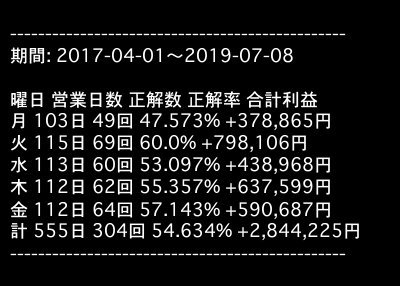 ------------------------------------------------
期間: 2017-04-01～2019-07-08
曜日 営業日数 正解数 正解率 合計利益
月 103日 49回 47.573% +378,865円
火 115日 69回 60.0% +798,106円
水 113日 60回 53.097% +438,968円
木 112日 62回 55.357% +637,599円
金 112日 64回 57.143% +590,687円
計 555日 304回 54.634% +2,844,225円
------------------------------------------------